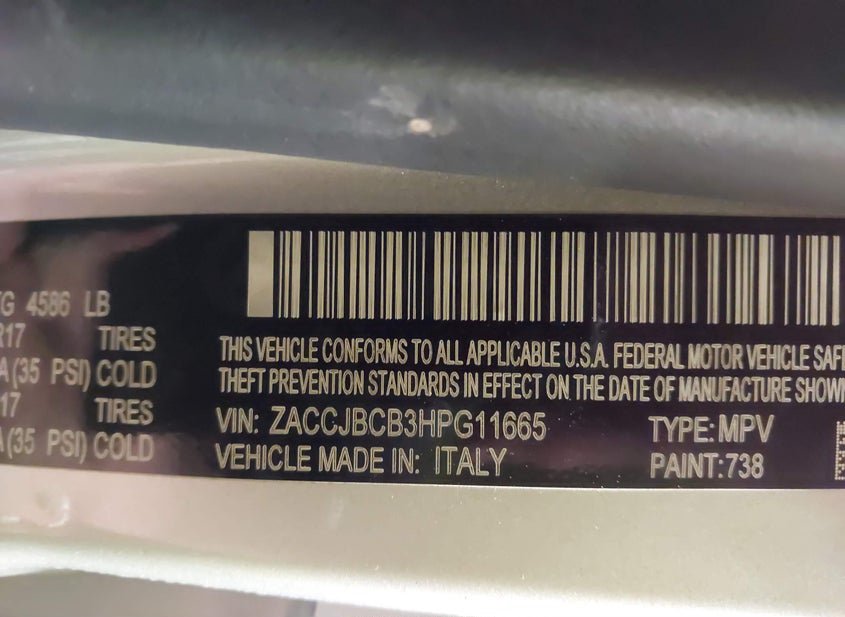 G 4586 LB
R17 TIRES
A (35 PSI) COLD
17 TIRES
A (35 PSI) COLD
THIS VEHICLE CONFORMS TO ALL APPLICABLE U.S.A. FEDERAL MOTOR VEHICLE SAF
THEFT PREVENTION STANDARDS IN EFFECT ON THE DATE OF MANUFACTURE SHOW
VIN: ZACCJBCB3HPG11665 TYPE: MPV
VEHICLE MADE IN: ITALY PAINT:738